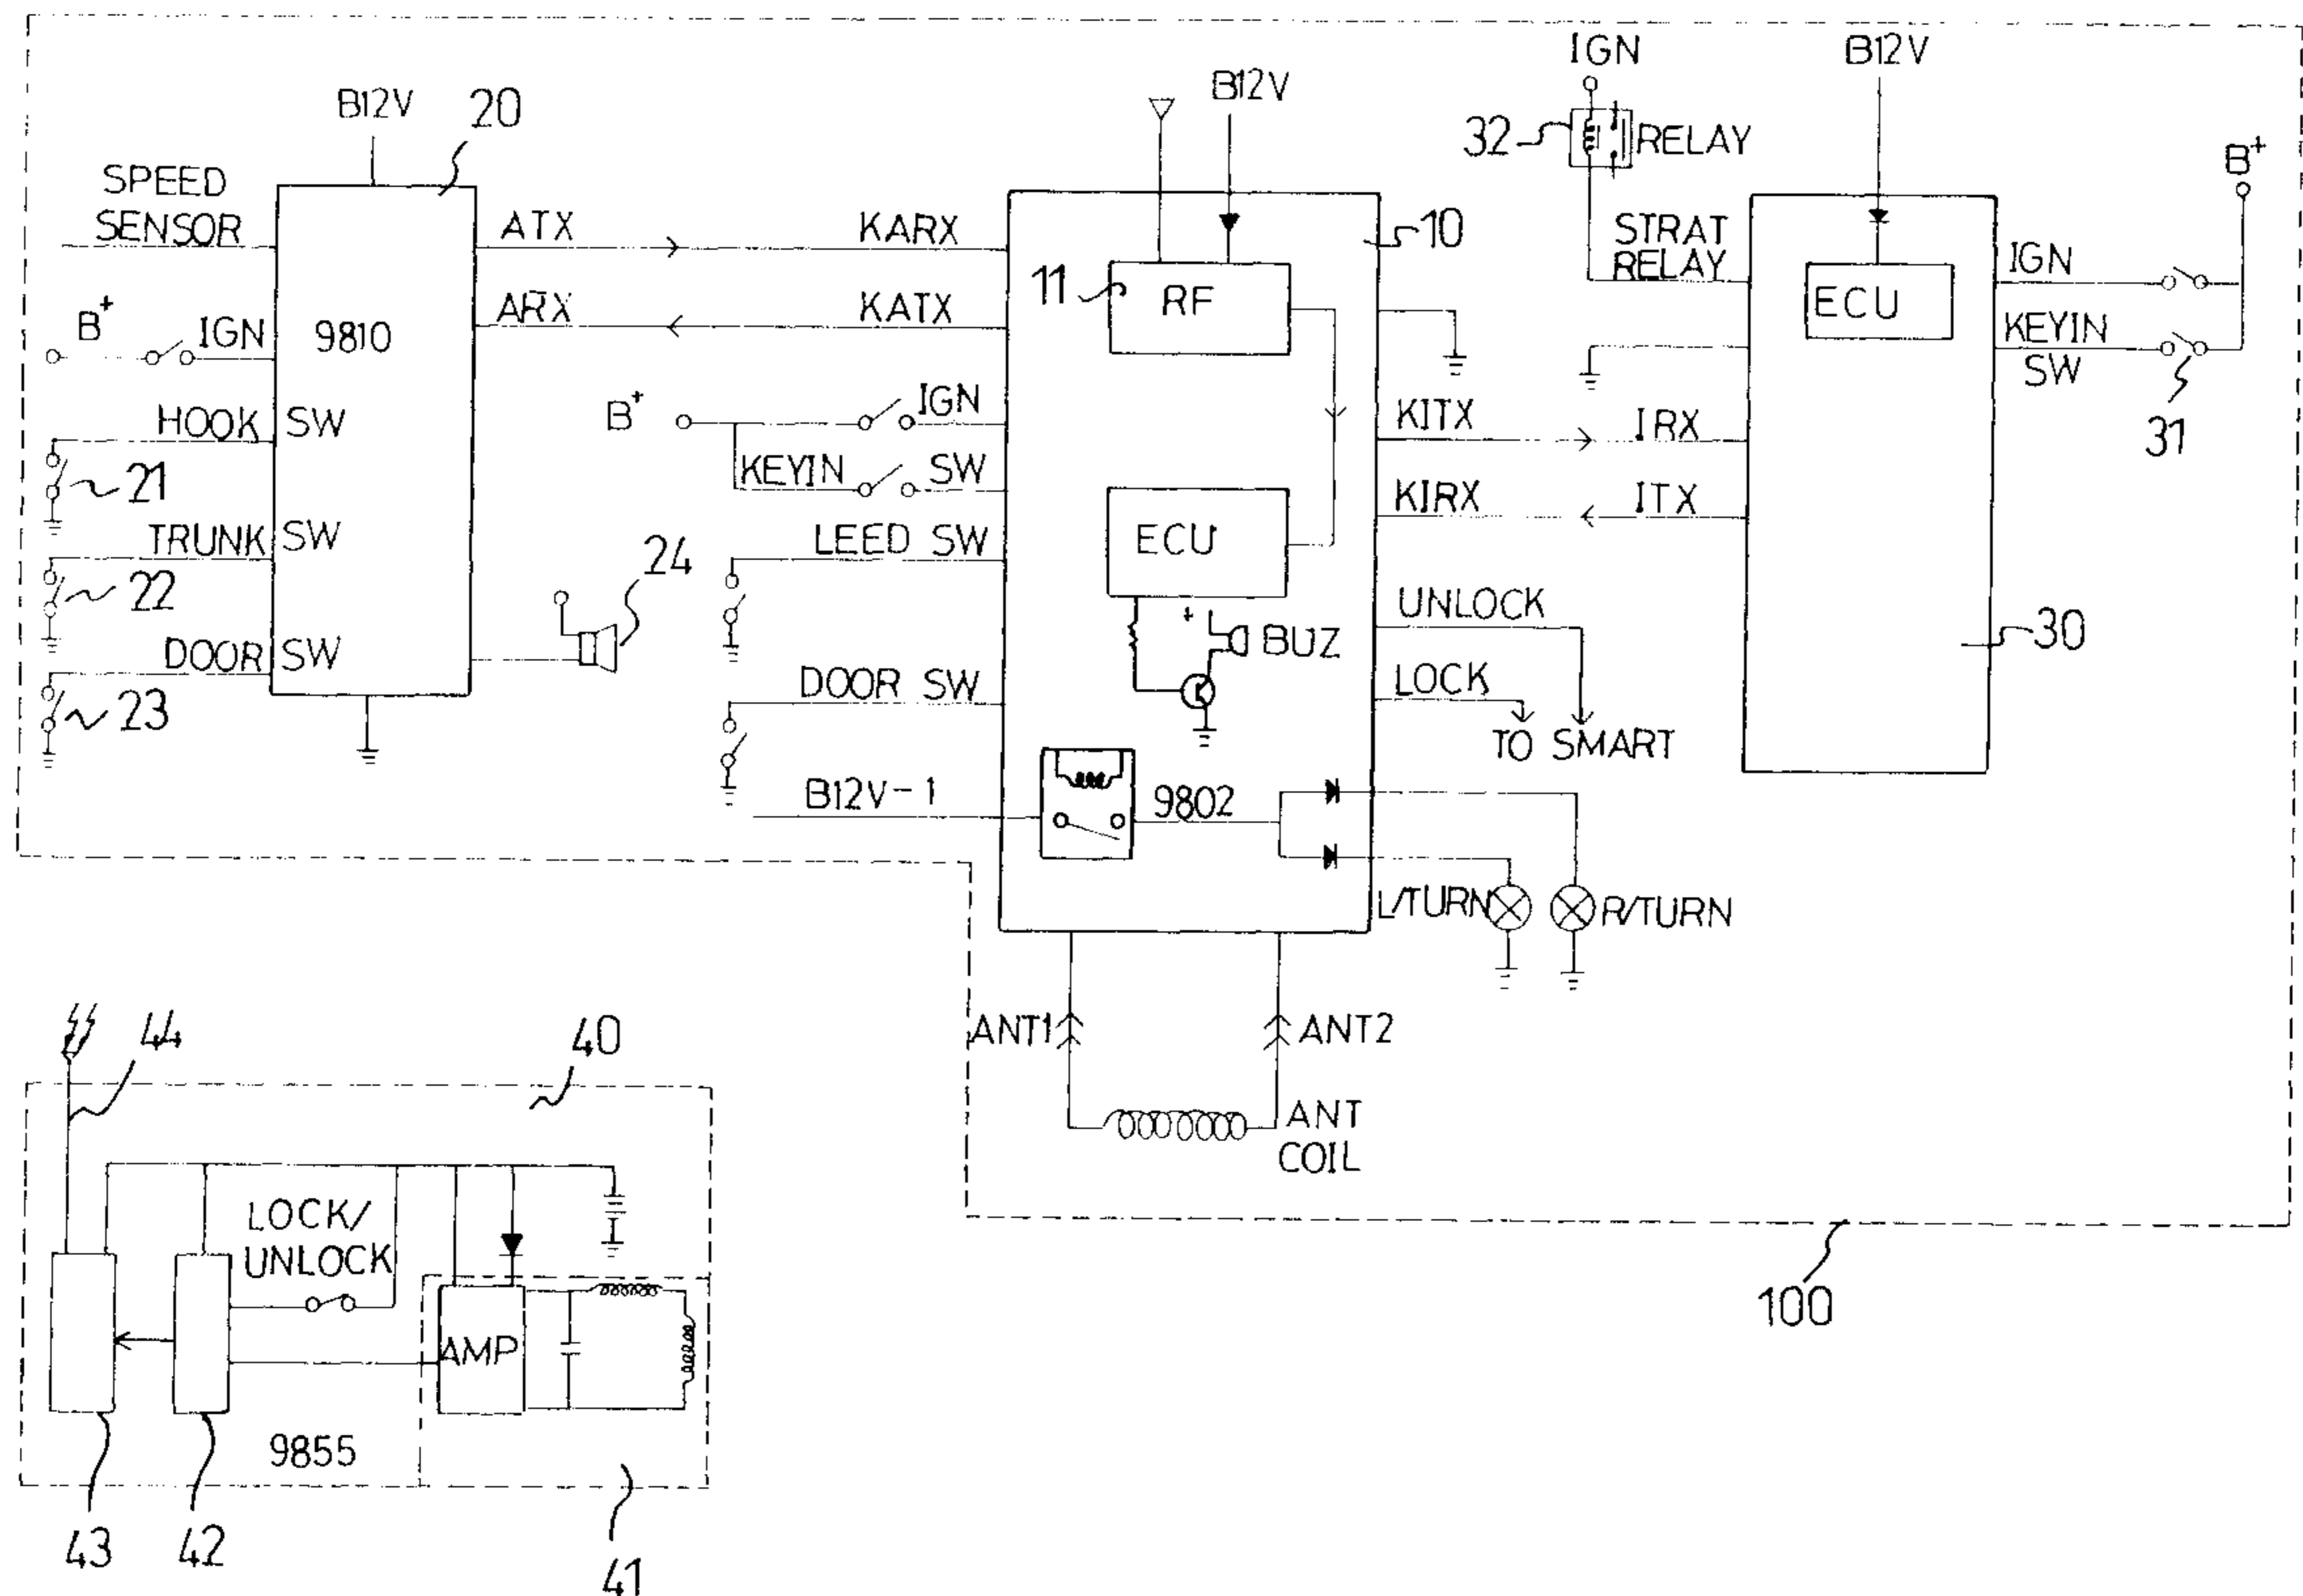 IGN
B12V
B12V
20
B12V
32
RELAY
B+
SPEED
SENSOR
ATX
KARX
10
STRAT
RELAY
IGN
11
RF
ECU
B+
IGN
9810
ARX
KATX
KEYIN
SW
HOOK
SW
B+
IGN
KITX
IRX
31
21
KEYIN
SW
KIRX
ITX
TRUNK
SW
LEED SW
ECU
24
22
UNLOCK
DOOR
SW
BUZ
30
23
DOOR SW
LOCK
TO SMART
B12V-1
9802
L/TURN
R/TURN
ANT1
ANT2
44
40
ANT
COIL
LOCK/
UNLOCK
100
AMP
9855
43
42
41